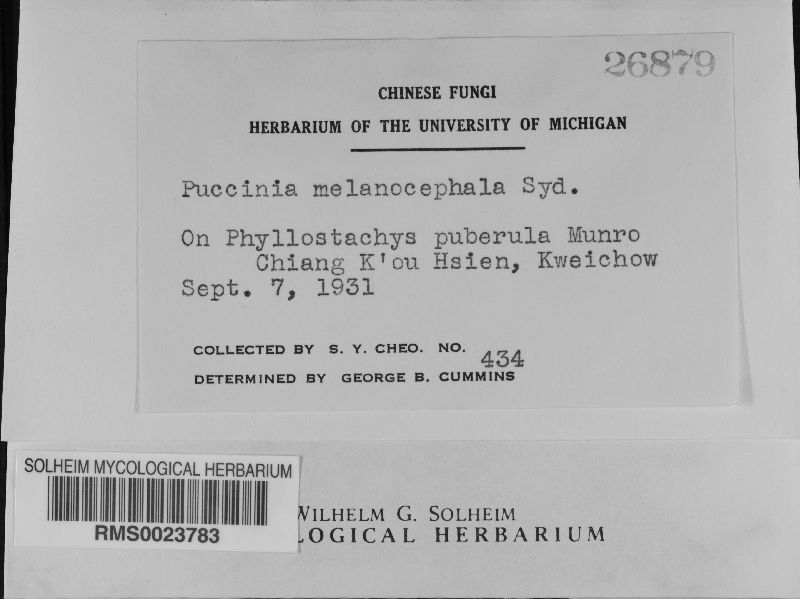 26879
CHINESE FUNGI
HERBARIUM OF THE UNIVERSITY OF MICHIGAN
Puccinia melanocephala Syd.
On Phyllostachys puberula Munro
Chiang K'ou Hsien, Kweichow
Sept. 7, 1931
COLLECTED BY S. Y. CHEO. NO. 434
DETERMINED BY GEORGE B. CUMMINS
SOLHEIM MYCOLOGICAL HERBARIUM
RMS0023783
WILHELM G. SOLHEIM
LOGICAL HERBARIUM